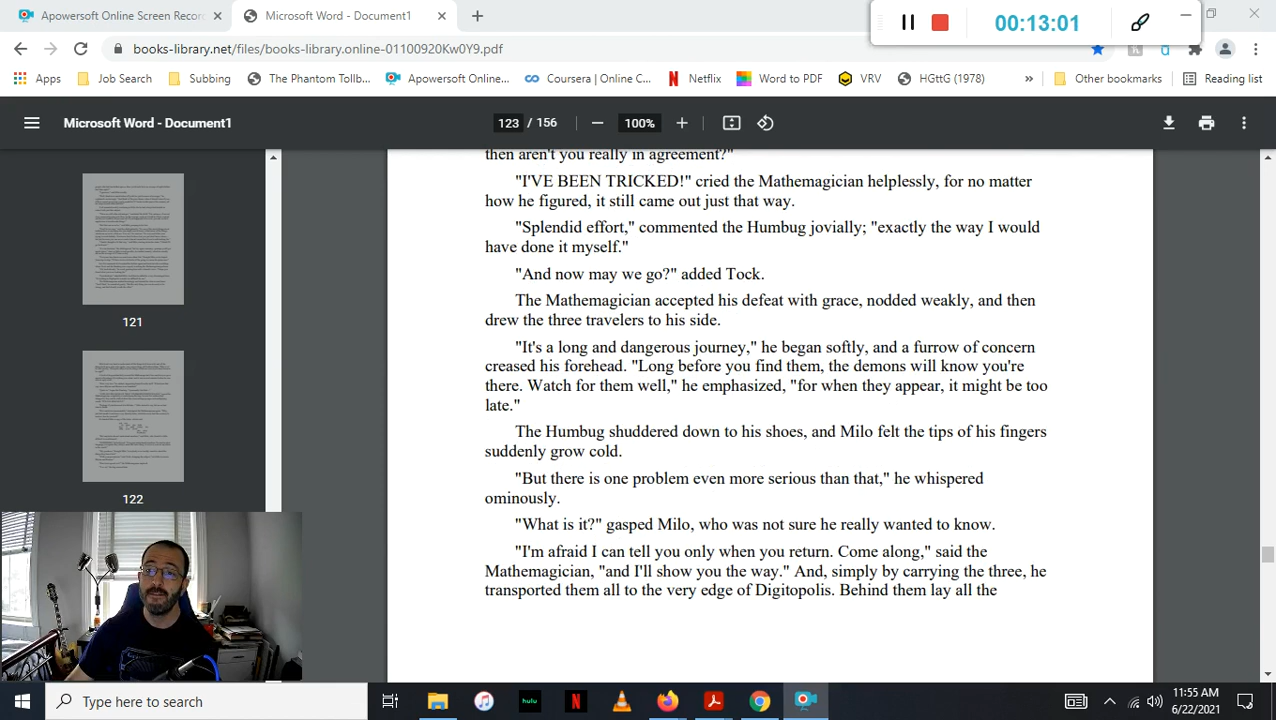 Apowersoft Online Screen Recor
Microsoft Word - Document1
00:13:01
books-library.net/files/books-library.online-01100920Kw0Y9.pdf
Apps
Job Search
Subbing
The Phantom Tollb...
Apowersoft Online...
Coursera | Online C...
Netflix
Word to PDF
VRV
HGttG (1978)
»
Other bookmarks
Reading list
Microsoft Word - Document1
123 / 156
100%
then aren't you really in agreement?"
"I'VE BEEN TRICKED!" cried the Mathemagician helplessly, for no matter
how he figured, it still came out just that way.
"Splendid effort," commented the Humbug jovially; "exactly the way I would
have done it myself."
"And now may we go?" added Tock.
The Mathemagician accepted his defeat with grace, nodded weakly, and then
drew the three travelers to his side.
"It's a long and dangerous journey," he began softly, and a furrow of concern
creased his forehead. "Long before you find them, the demons will know you're
there. Watch for them well," he emphasized, "for when they appear, it might be too
late."
The Humbug shuddered down to his shoes, and Milo felt the tips of his fingers
suddenly grow cold.
"But there is one problem even more serious than that," he whispered
ominously.
"What is it?" gasped Milo, who was not sure he really wanted to know.
"I'm afraid I can tell you only when you return. Come along," said the
Mathemagician, "and I'll show you the way." And, simply by carrying the three, he
transported them all to the very edge of Digitopolis. Behind them lay all the
121
122
Type here to search
hulu
N
11:55 AM
6/22/2021